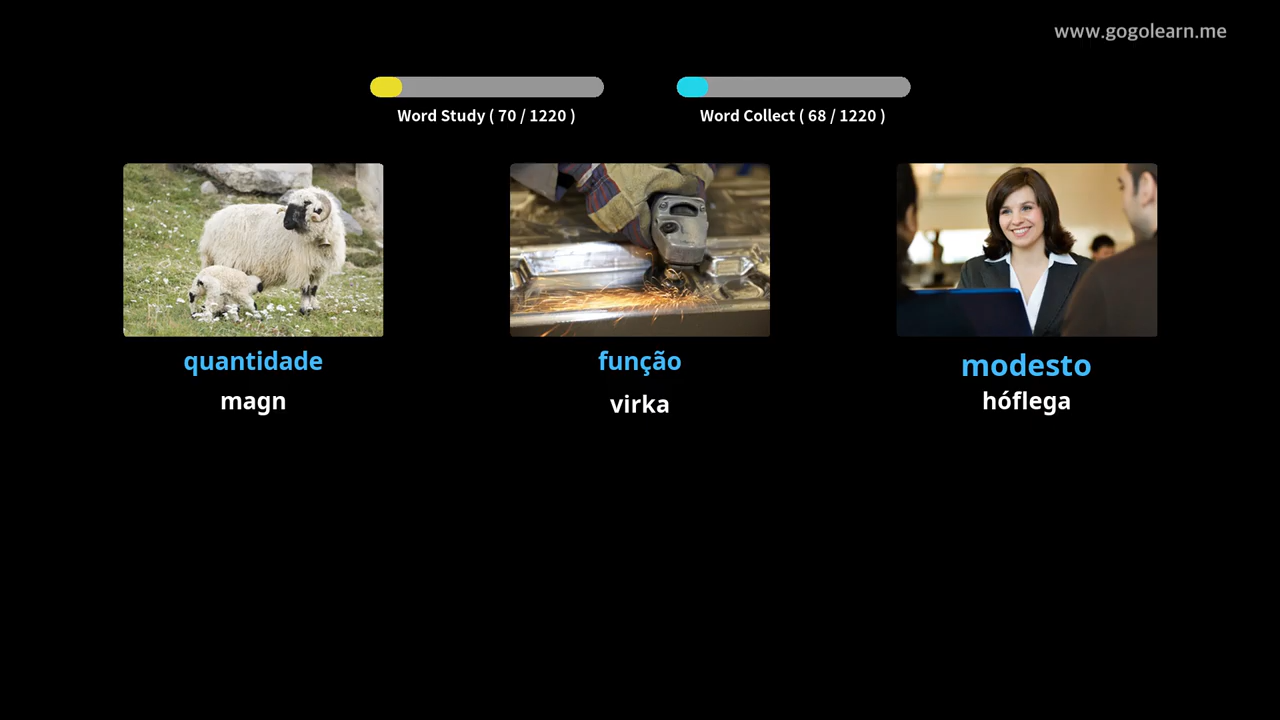 www.gogolearn.me
Word Study ( 70 / 1220 )
Word Collect ( 68 / 1220 )
quantidade
magn
função
virka
modesto
hóflega